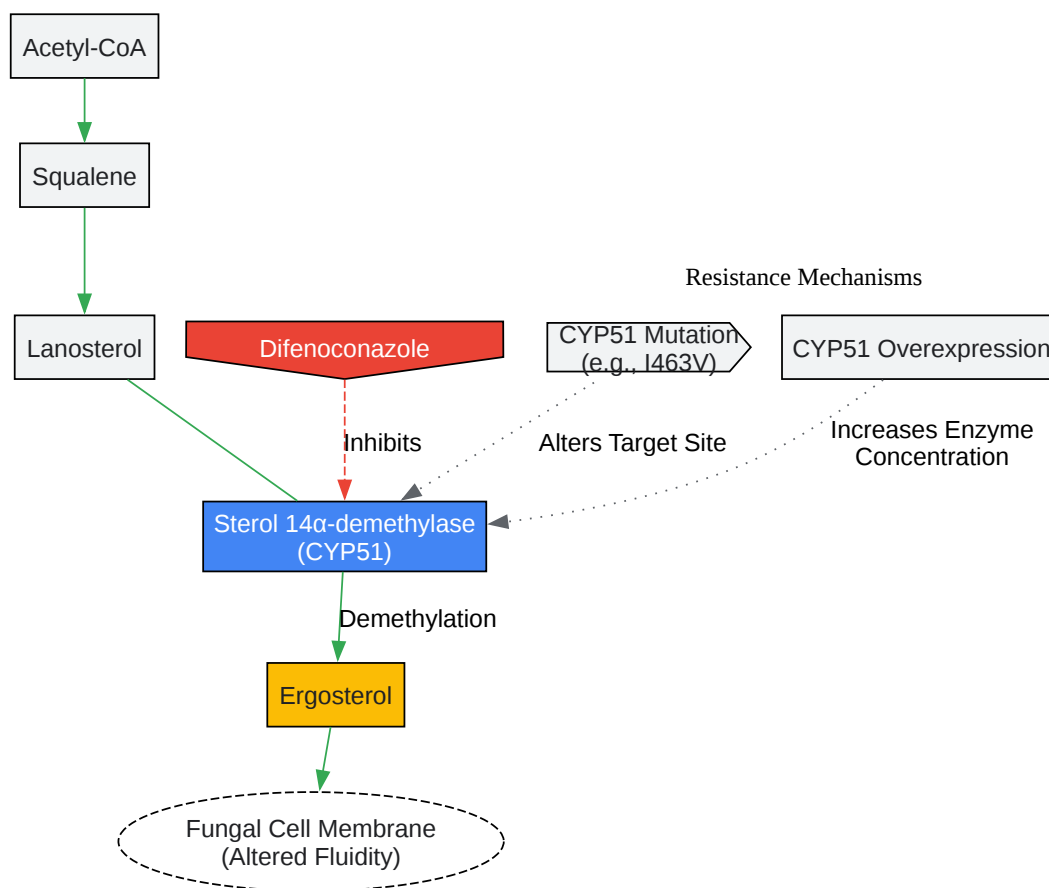 Acetyl-CoA
Squalene
Resistance Mechanisms
Lanosterol
Difenoconazole
CYP51 Mutation
(e.g., I463V)
CYP51 Overexpression
Inhibits
Alters Target Site
Increases Enzyme
Concentration
Sterol 14α-demethylase
(CYP51)
Demethylation
Ergosterol
Fungal Cell Membrane
(Altered Fluidity)